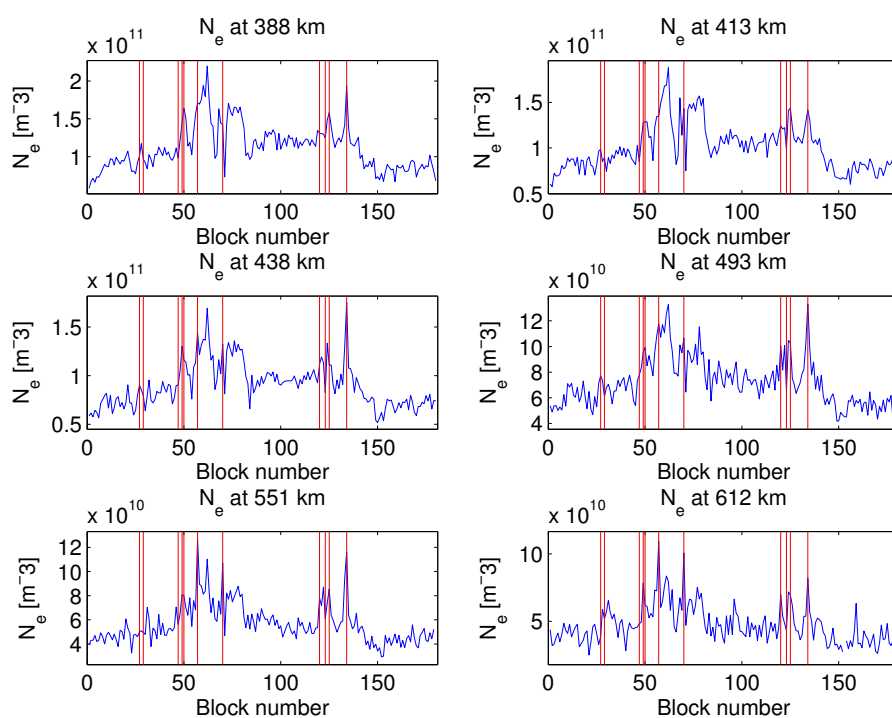 N_e at 388 km
x 10^11
N_e [m^-3]
2
1.5
1
0 50 100 150
Block number
N_e at 413 km
x 10^11
N_e [m^-3]
1.5
1
0.5
0 50 100 150
Block number
N_e at 438 km
x 10^11
N_e [m^-3]
1.5
1
0.5
0 50 100 150
Block number
N_e at 493 km
x 10^10
N_e [m^-3]
12
10
8
6
4
0 50 100 150
Block number
N_e at 551 km
x 10^10
N_e [m^-3]
12
10
8
6
4
0 50 100 150
Block number
N_e at 612 km
x 10^10
N_e [m^-3]
10
5
0 50 100 150
Block number